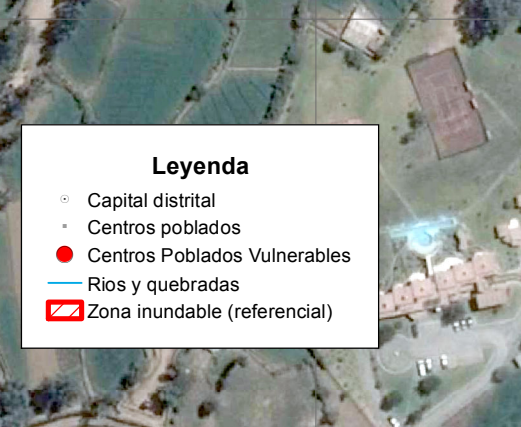 Leyenda
Capital distrital
Centros poblados
Centros Poblados Vulnerables
Rios y quebradas
Zona inundable (referencial)